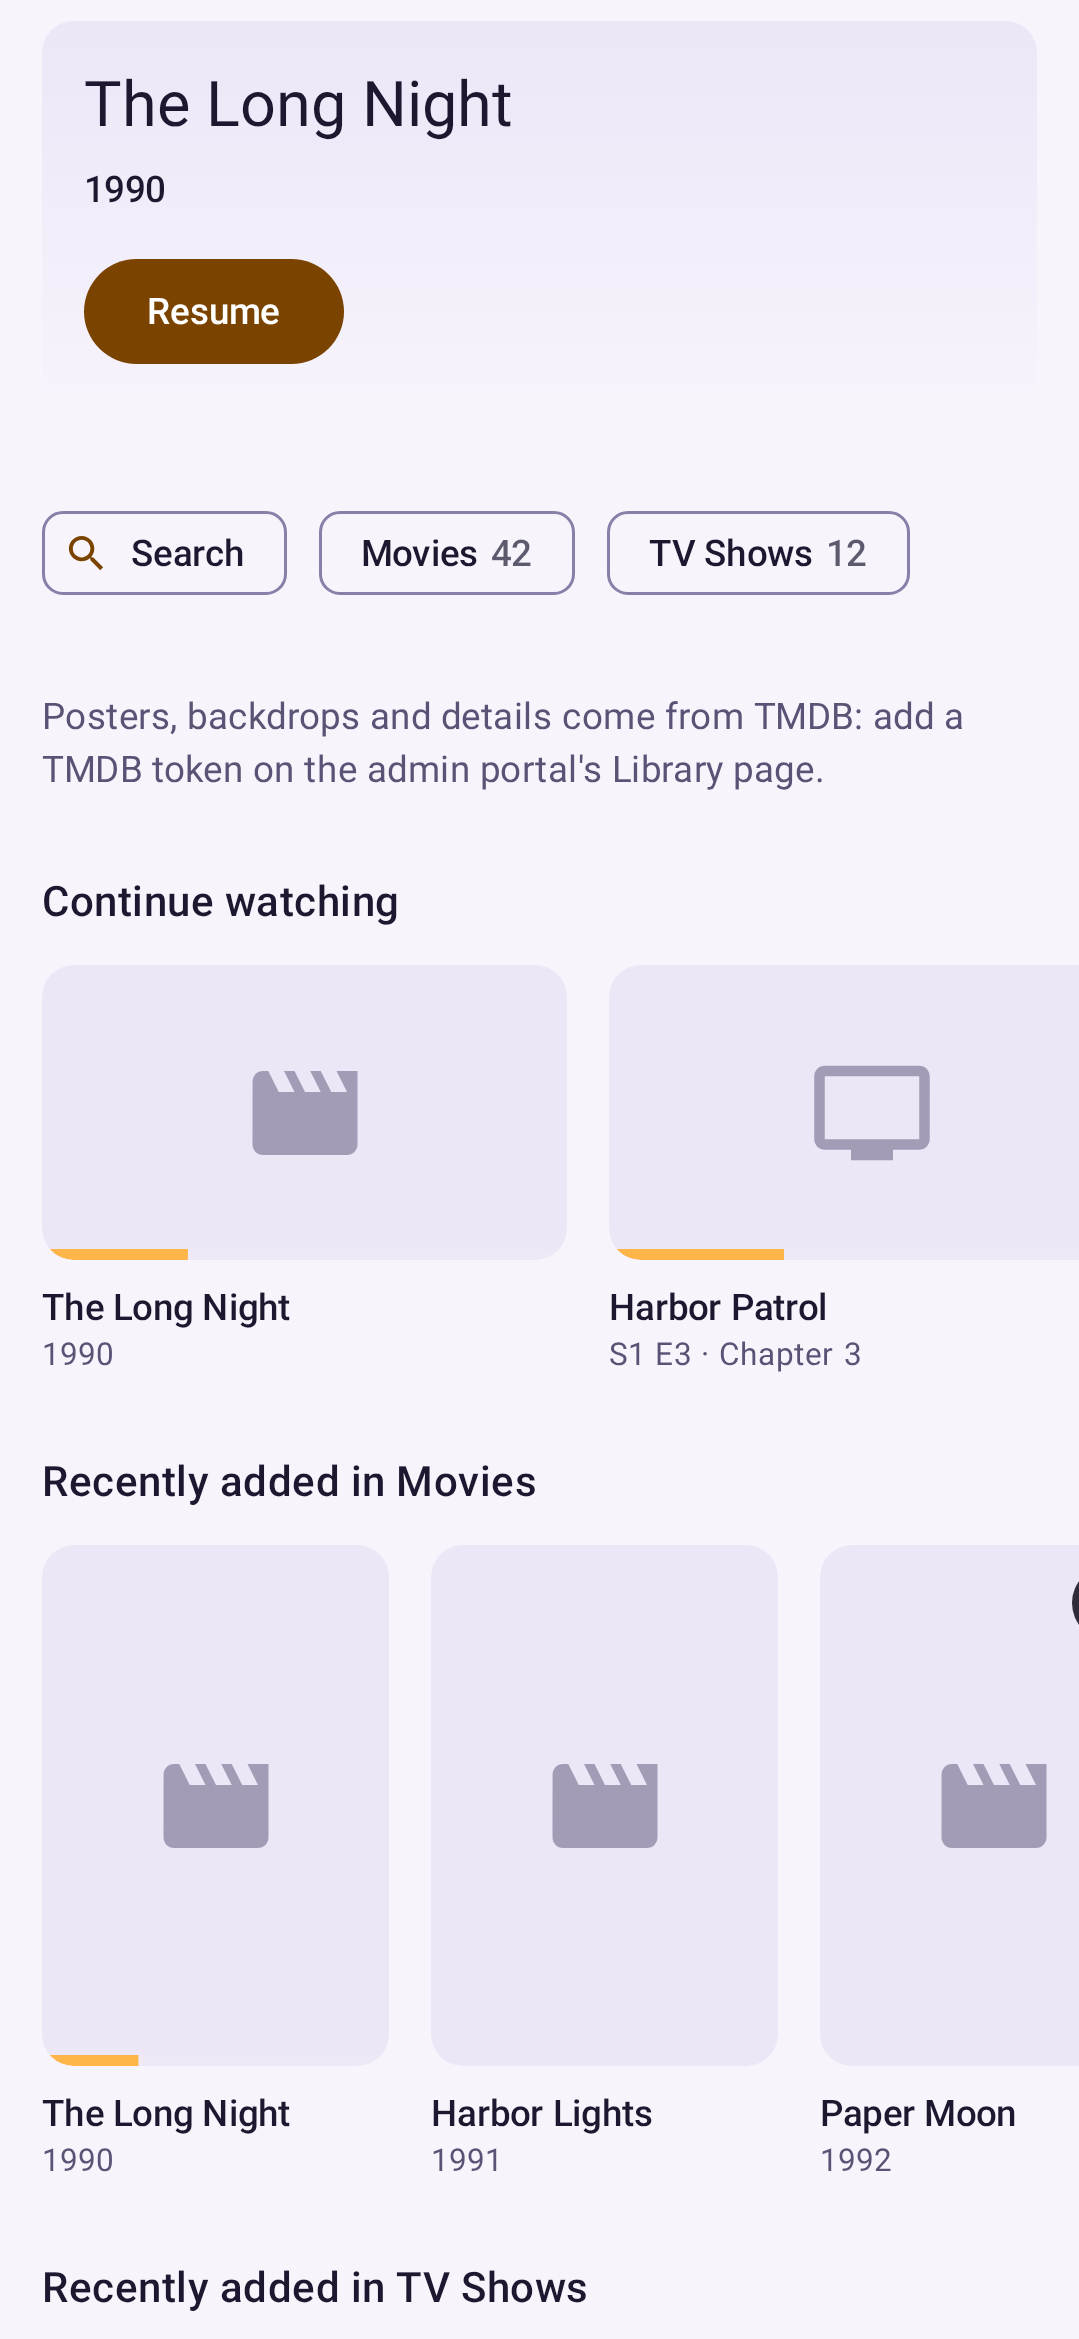 The Long Night
1990
Resume
Search
Movies 42
TV Shows 12
Posters, backdrops and details come from TMDB: add a
TMDB token on the admin portal's Library page.
Continue watching
The Long Night
1990
Harbor Patrol
S1 E3 · Chapter 3
Recently added in Movies
The Long Night
1990
Harbor Lights
1991
Paper Moon
1992
Recently added in TV Shows